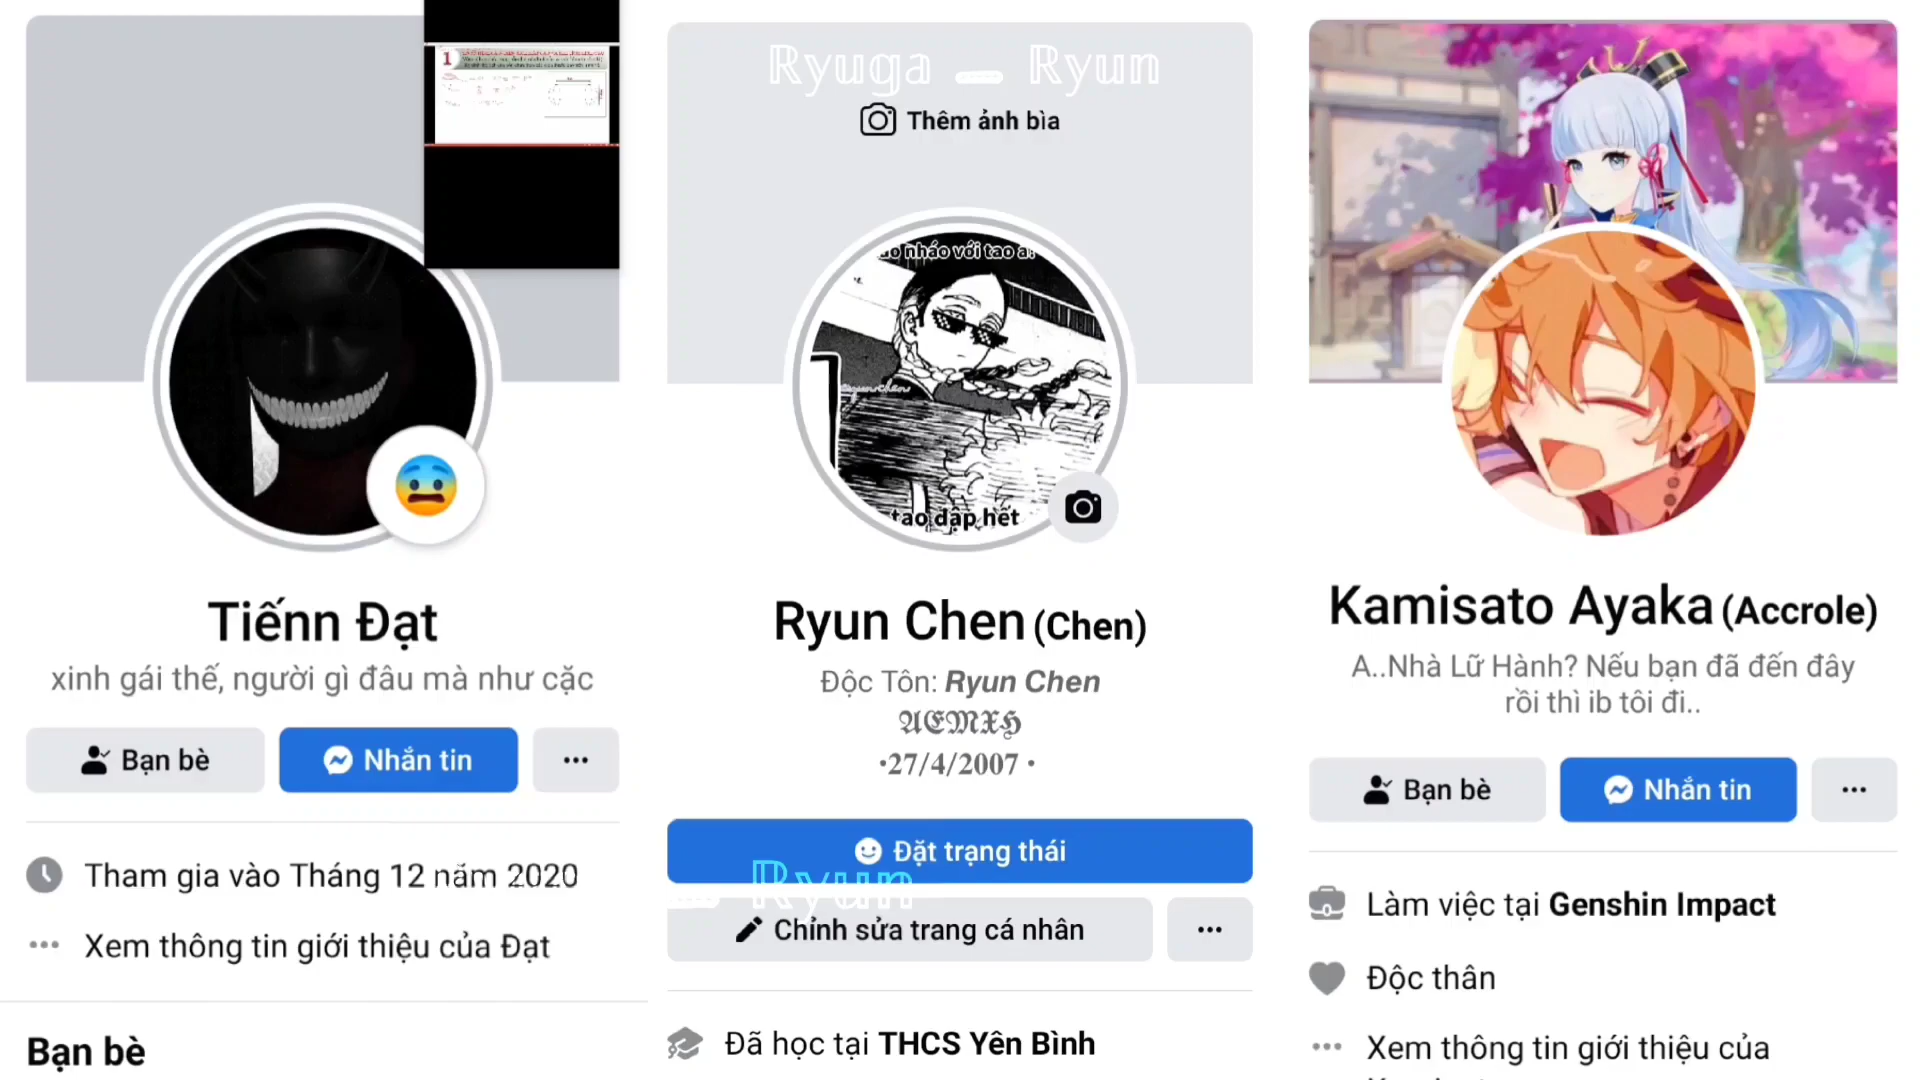 1
Tiếnn Đạt
xinh gái thế, người gì đâu mà như cặc
Bạn bè
Nhắn tin
Tham gia vào Tháng 12 năm 2020
Xem thông tin giới thiệu của Đạt
Bạn bè
Ryuga - Ryun
Thêm ảnh bìa
nháo với tao à
tao dập hết
Ryun Chen (Chen)
Độc Tôn: Ryun Chen
𝕬𝕰𝕸𝖃𝕳
·27/4/2007 ·
Đặt trạng thái
Ryun
Chỉnh sửa trang cá nhân
Đã học tại THCS Yên Bình
Kamisato Ayaka (Accrole)
A..Nhà Lữ Hành? Nếu bạn đã đến đây
rồi thì ib tôi đi..
Bạn bè
Nhắn tin
Làm việc tại Genshin Impact
Độc thân
Xem thông tin giới thiệu của